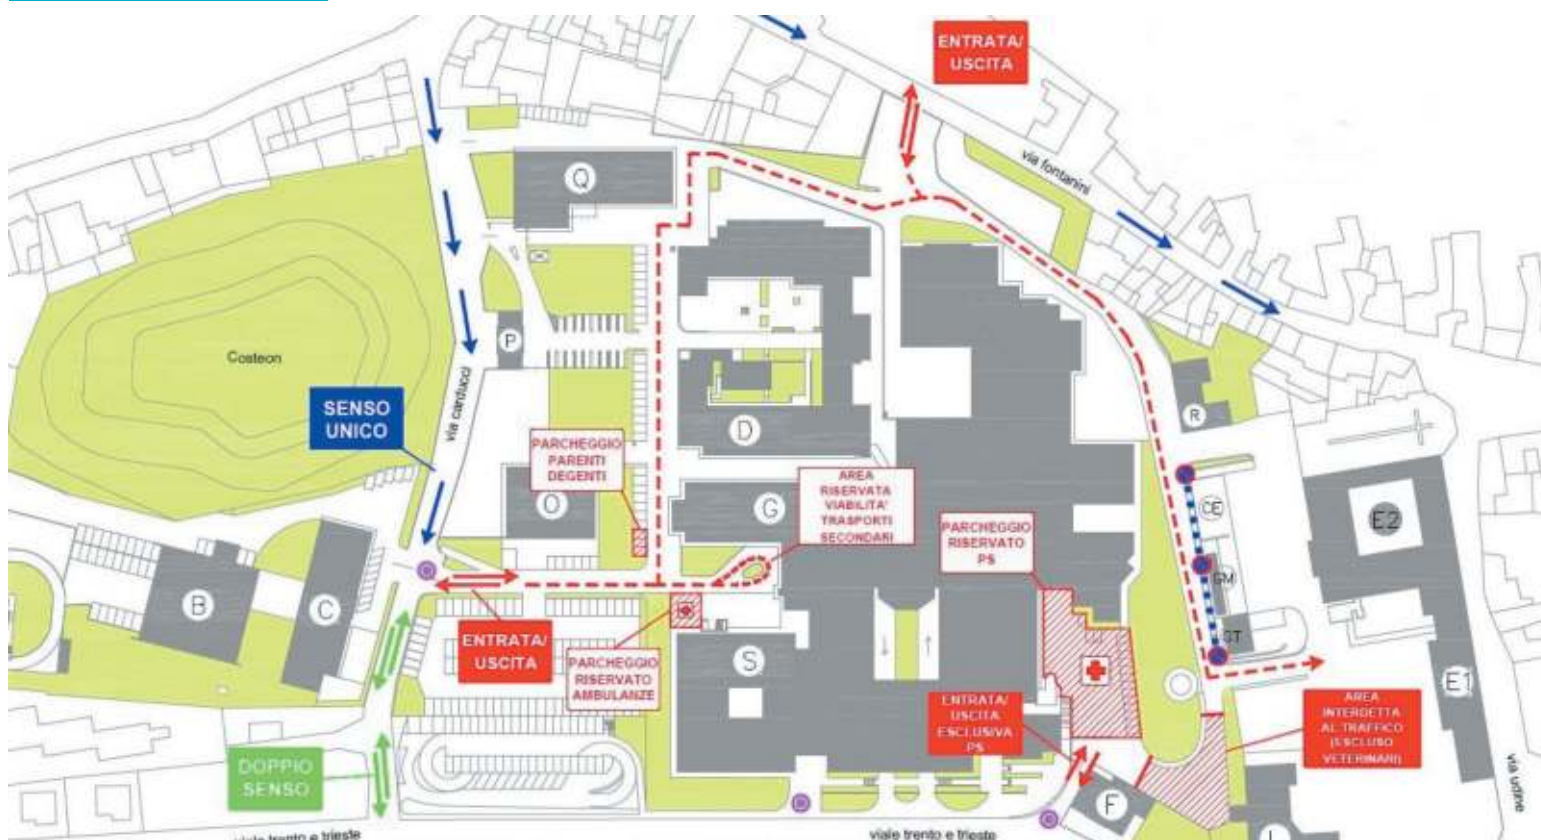 ENTRATA/
USCITA
via fontanini
Q
P
Costeon
SENSO
UNICO
via carducci
R
D
PARCHEGGIO
PARENTI
DEGENTI
O
AREA
RISERVATA
VIABILITA'
TRASPORTI
SECONDARI
G
PARCHEGGIO
RISERVATO
PS
CE
E2
GM
B
C
ENTRATA/
USCITA
PARCHEGGIO
RISERVATO
AMBULANZE
S
ST
E1
ENTRATA/
USCITA
ESCLUSIVA
PS
AREA
INTERDETTA
AL TRAFFICO
(ESCLUSO
VETERINARI)
DOPPIO
SENSO
F
via udine
viale trento e trieste
viale trento e trieste